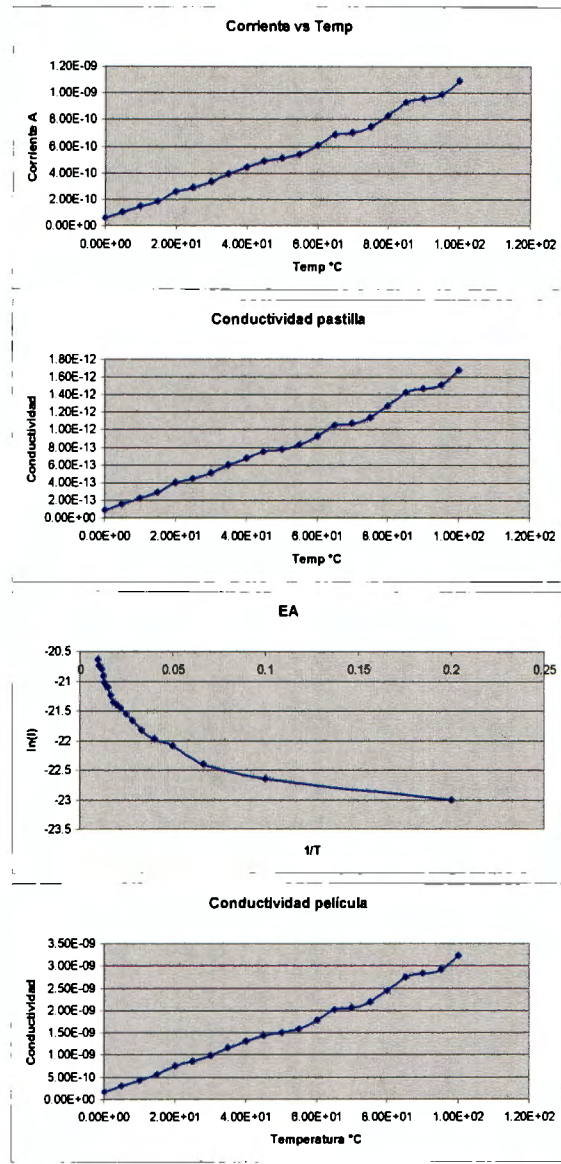 Corriente vs Temp
1.20E-09
1.00E-09
8.00E-10
6.00E-10
4.00E-10
2.00E-10
0.00E+00
Corriente A
0.00E+00 2.00E+01 4.00E+01 6.00E+01 8.00E+01 1.00E+02 1.20E+02
Temp °C
Conductividad pastilla
1.80E-12
1.60E-12
1.40E-12
1.20E-12
1.00E-12
8.00E-13
6.00E-13
4.00E-13
2.00E-13
0.00E+00
Conductividad
0.00E+00 2.00E+01 4.00E+01 6.00E+01 8.00E+01 1.00E+02 1.20E+02
Temp °C
EA
0 0.05 0.1 0.15 0.2 0.25
-20.5
-21
-21.5
-22
-22.5
-23
-23.5
ln(I)
1/T
Conductividad película
3.50E-09
3.00E-09
2.50E-09
2.00E-09
1.50E-09
1.00E-09
5.00E-10
0.00E+00
Conductividad
0.00E+00 2.00E+01 4.00E+01 6.00E+01 8.00E+01 1.00E+02 1.20E+02
Temperatura °C